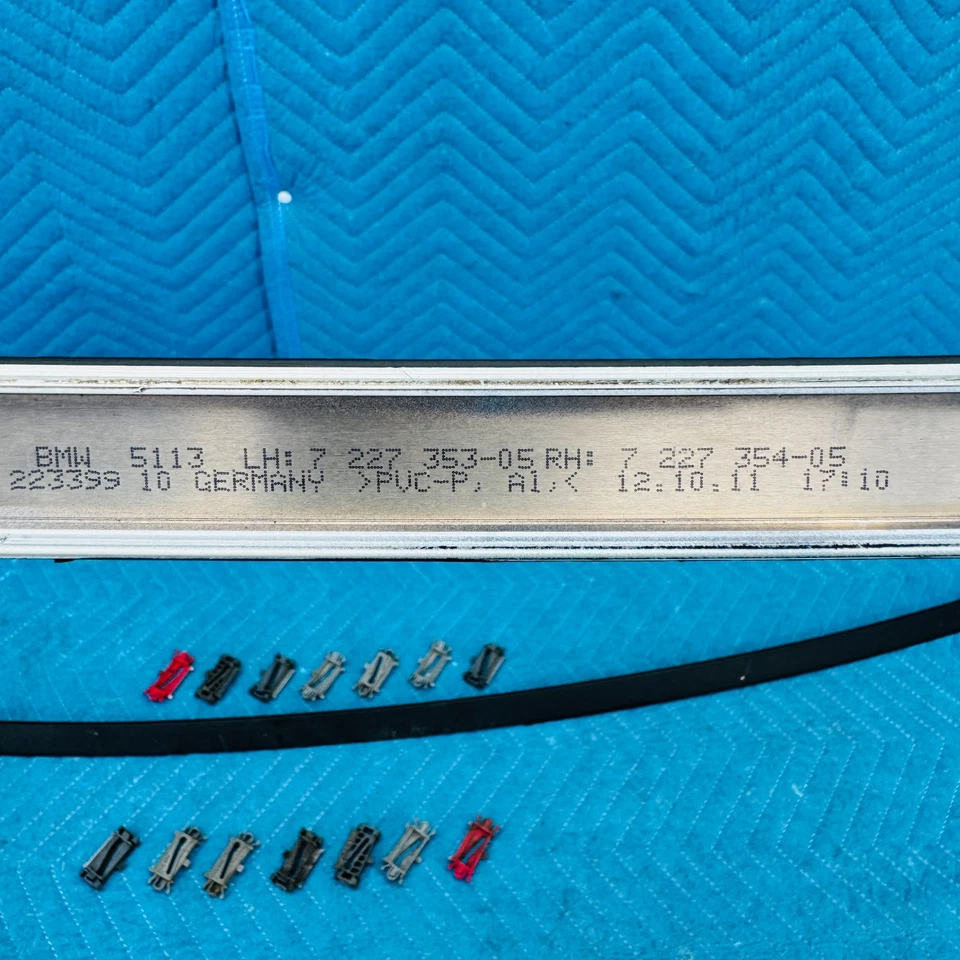 BMW 5113 LH: 7 227 353-05 RH: 7 227 354-05
223399 10 GERMANY >PVC-P, Al,< 12.10.11 17:10